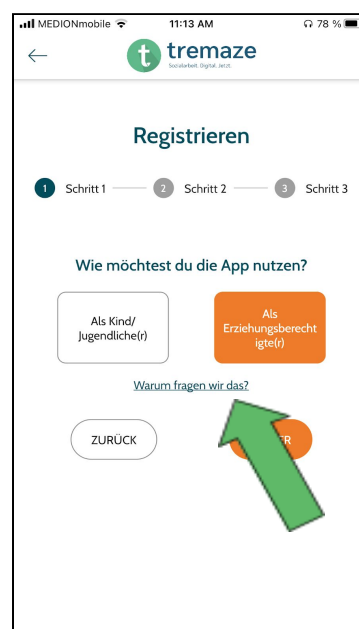 MEDIONmobile 11:13 AM 78 %
tremaze
Sozialarbeit. Digital. Jetzt.
Registrieren
1 Schritt 1 2 Schritt 2 3 Schritt 3
Wie möchtest du die App nutzen?
Als Kind/
Jugendliche(r)
Als
Erziehungsberecht
igte(r)
Warum fragen wir das?
ZURÜCK